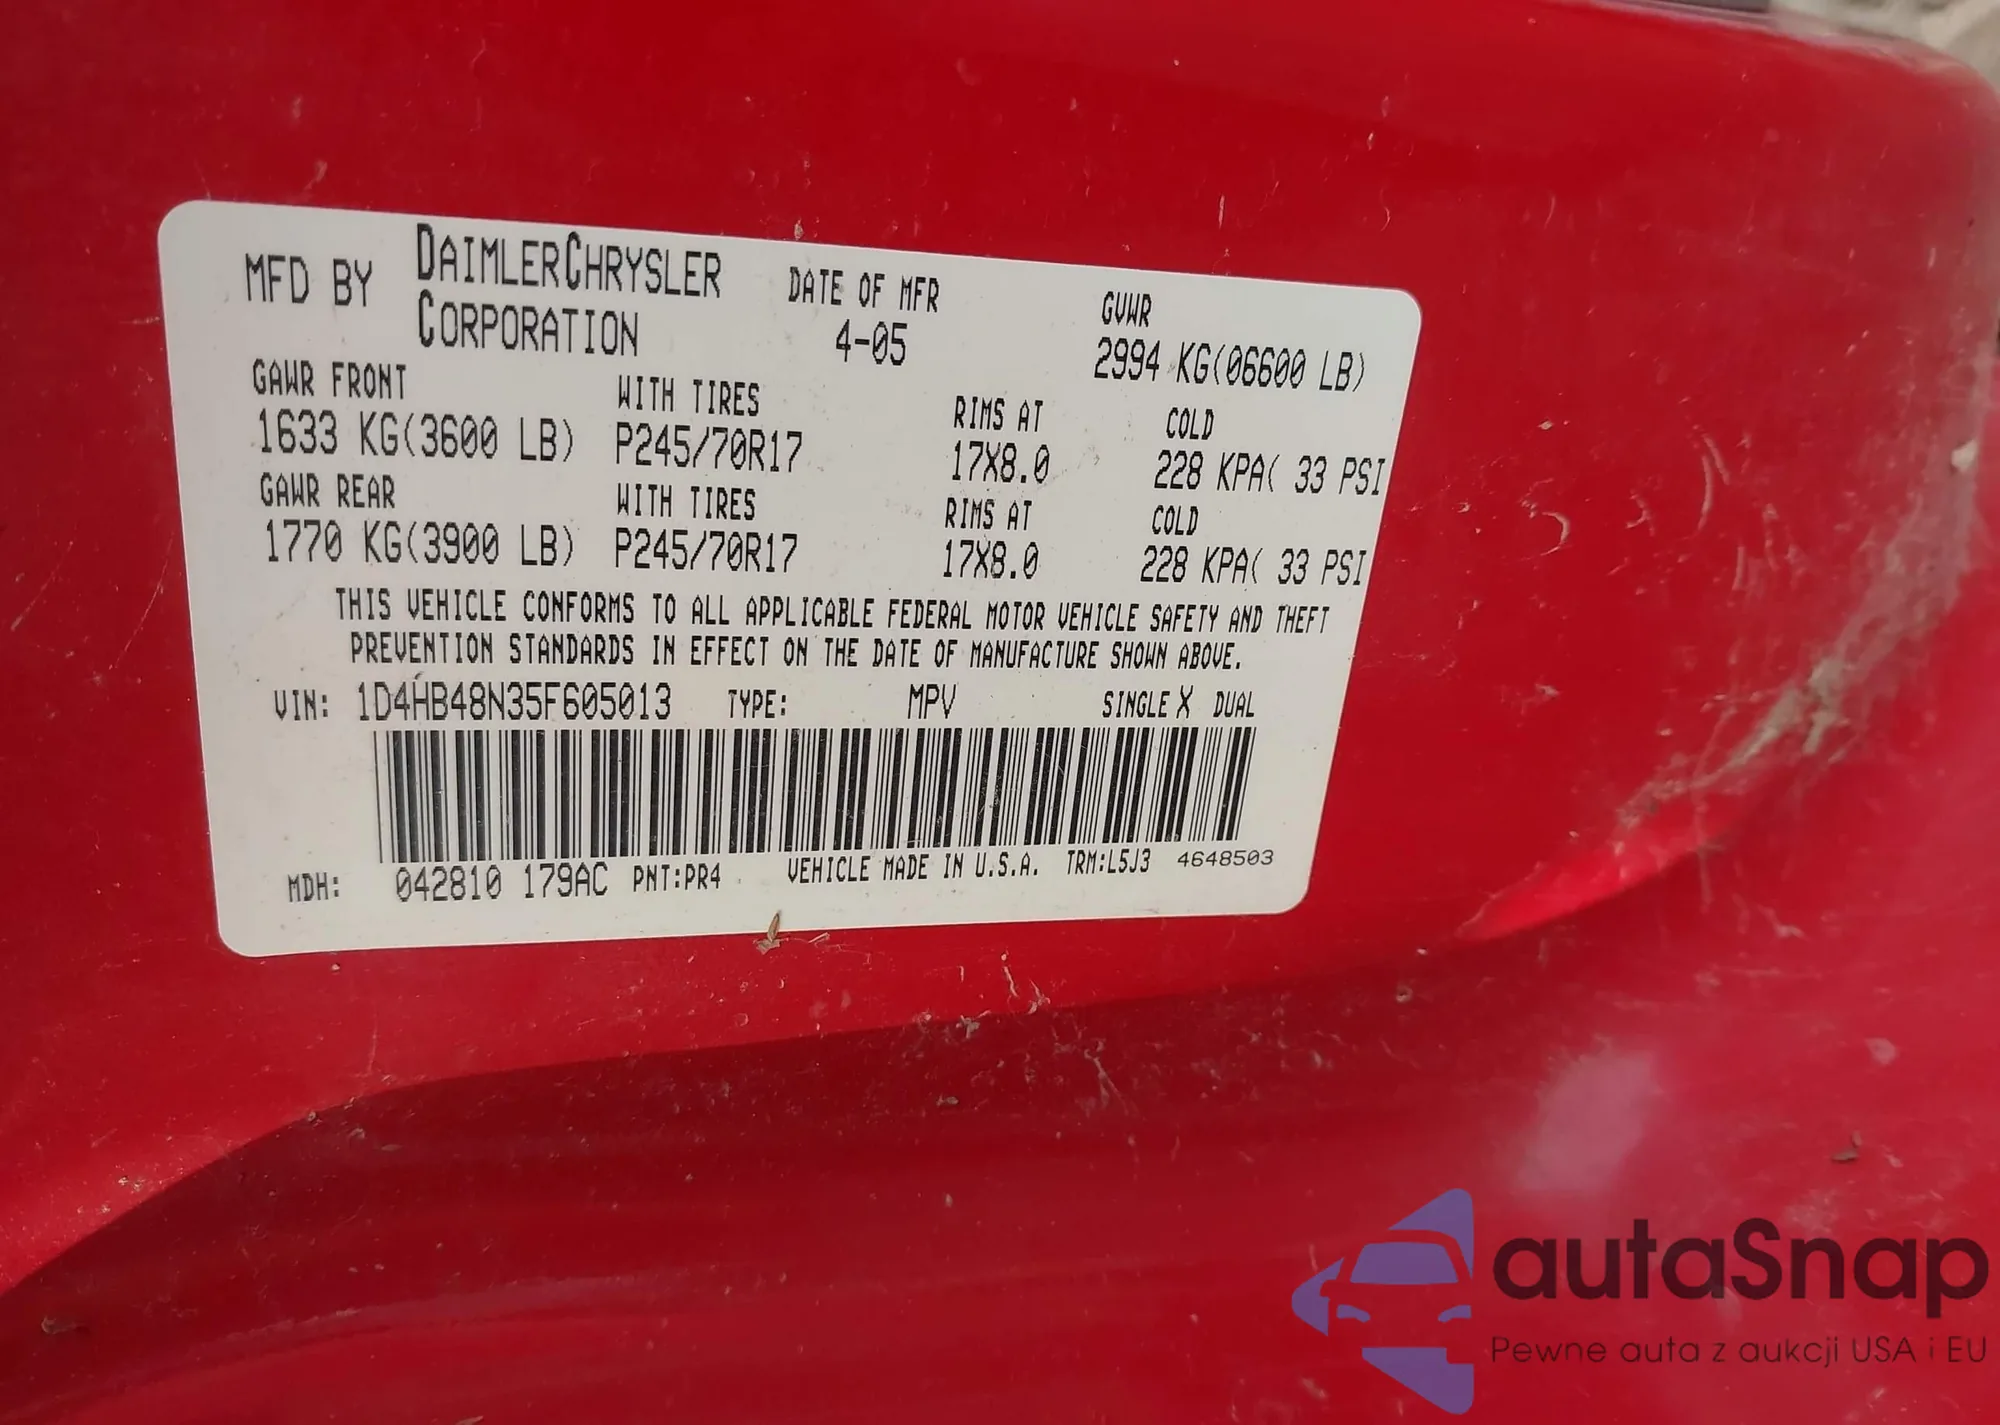 MFD BY DAIMLERCHRYSLER CORPORATION
DATE OF MFR
4-05
GVWR
2994 KG(06600 LB)
GAWR FRONT WITH TIRES RIMS AT COLD
1633 KG(3600 LB) P245/70R17 17X8.0 228 KPA( 33 PSI
GAWR REAR WITH TIRES RIMS AT COLD
1770 KG(3900 LB) P245/70R17 17X8.0 228 KPA( 33 PSI
THIS VEHICLE CONFORMS TO ALL APPLICABLE FEDERAL MOTOR VEHICLE SAFETY AND THEFT
PREVENTION STANDARDS IN EFFECT ON THE DATE OF MANUFACTURE SHOWN ABOVE.
VIN: 1D4HB48N35F605013 TYPE: MPV SINGLE X DUAL
MDH: 042810 179AC PNT:PR4 VEHICLE MADE IN U.S.A. TRM:L5J3 4648503
autaSnap
Pewne auta z aukcji USA i EU